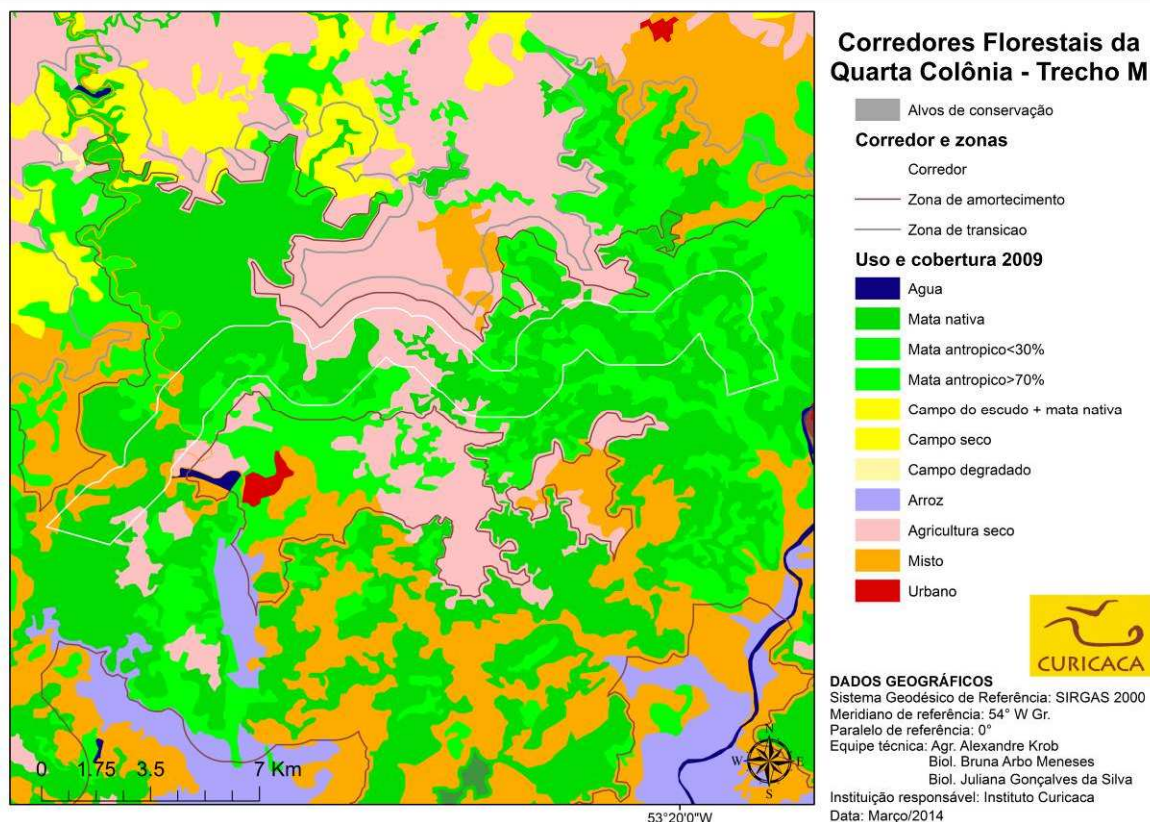 Corredores Florestais da
Quarta Colônia - Trecho M
Alvos de conservação
Corredor e zonas
Corredor
Zona de amortecimento
Zona de transicao
Uso e cobertura 2009
Agua
Mata nativa
Mata antropico<30%
Mata antropico>70%
Campo do escudo + mata nativa
Campo seco
Campo degradado
Arroz
Agricultura seco
Misto
Urbano
CURICACA
DADOS GEOGRÁFICOS
Sistema Geodésico de Referência: SIRGAS 2000
Meridiano de referência: 54° W Gr.
Paralelo de referência: 0°
Equipe técnica: Agr. Alexandre Krob
Biol. Bruna Arbo Meneses
Biol. Juliana Gonçalves da Silva
Instituição responsável: Instituto Curicaca
Data: Março/2014
0 1.75 3.5 7 Km
N
W E
S
53°20'0"W